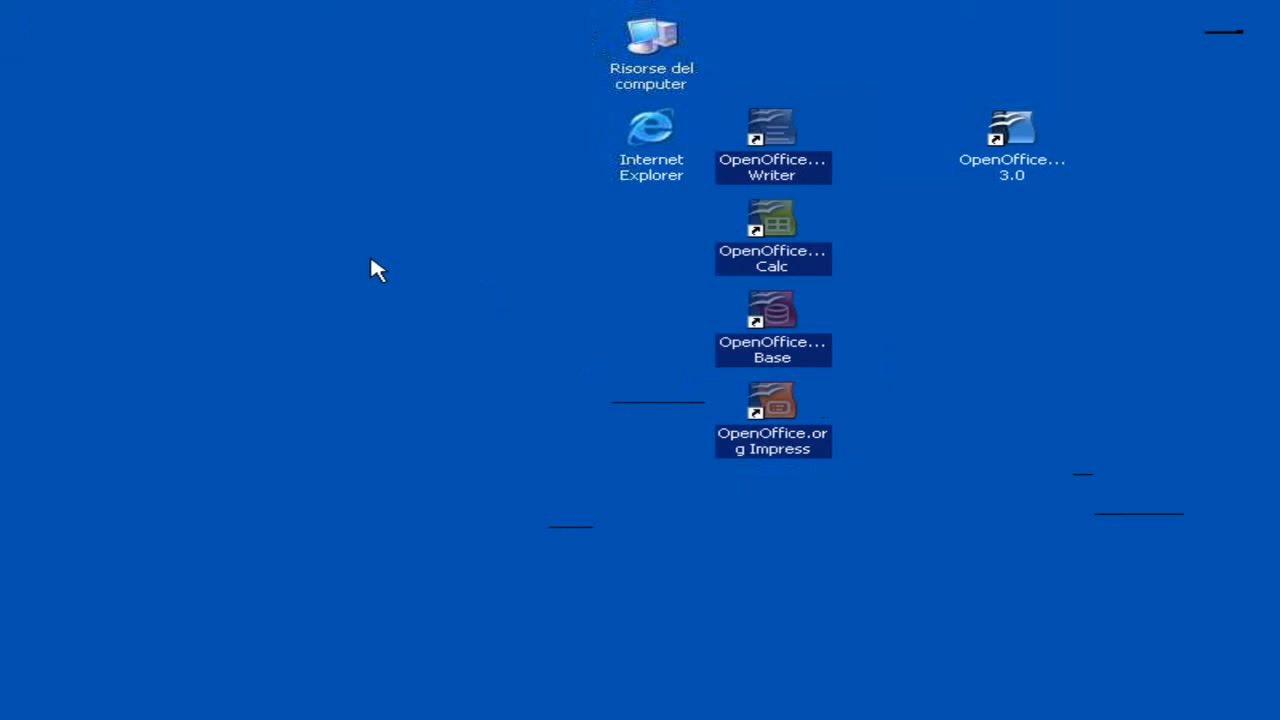 Risorse del
computer
Internet
Explorer
OpenOffice...
Writer
OpenOffice...
3.0
OpenOffice...
Calc
OpenOffice...
Base
OpenOffice.or
g Impress